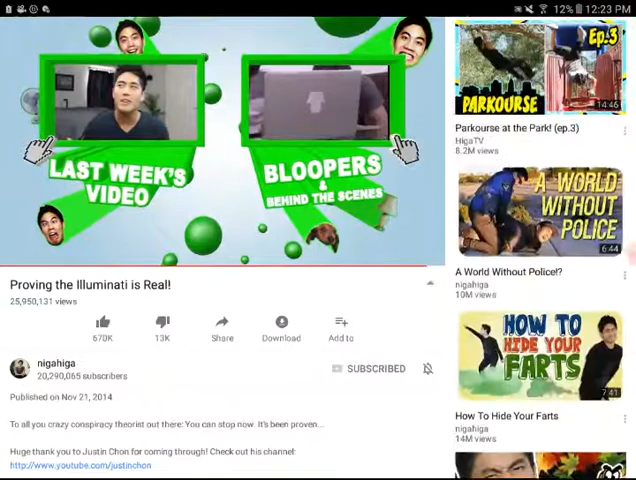 12% 12:23 PM
LAST WEEK'S
VIDEO
BLOOPERS
&
BEHIND THE SCENES
Proving the Illuminati is Real!
25,950,131 views
670K
13K
Share
Download
Add to
nigahiga
20,290,065 subscribers
SUBSCRIBED
Published on Nov 21, 2014
To all you crazy conspiracy theorist out there: You can stop now. It's been proven...
Huge thank you to Justin Chon for coming through! Check out his channel:
http://www.youtube.com/justinchon
Ep.3
PARKOURSE
14:46
Parkourse at the Park! (ep.3)
HigaTV
8.2M views
A WORLD
WITHOUT
POLICE
6:44
A World Without Police!?
nigahiga
10M views
HOW TO
HIDE YOUR
FARTS
7:41
How To Hide Your Farts
nigahiga
14M views